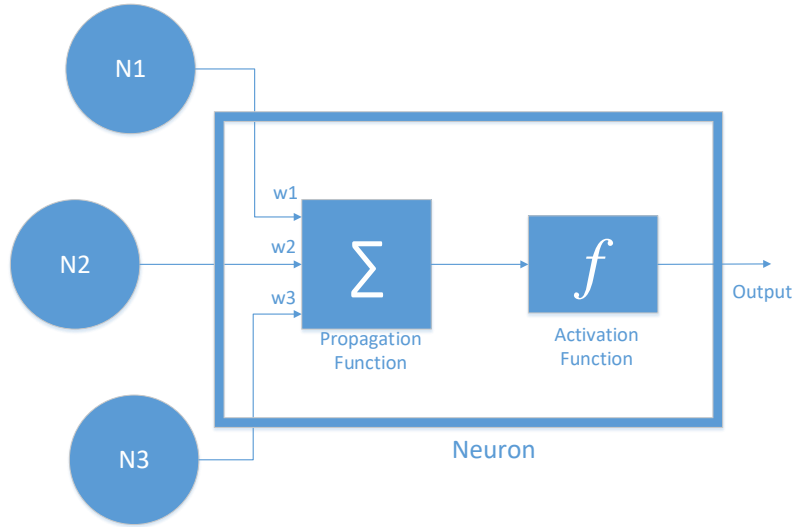 N1
w1
N2
w2
∑
f
Output
w3
Propagation
Function
Activation
Function
N3
Neuron